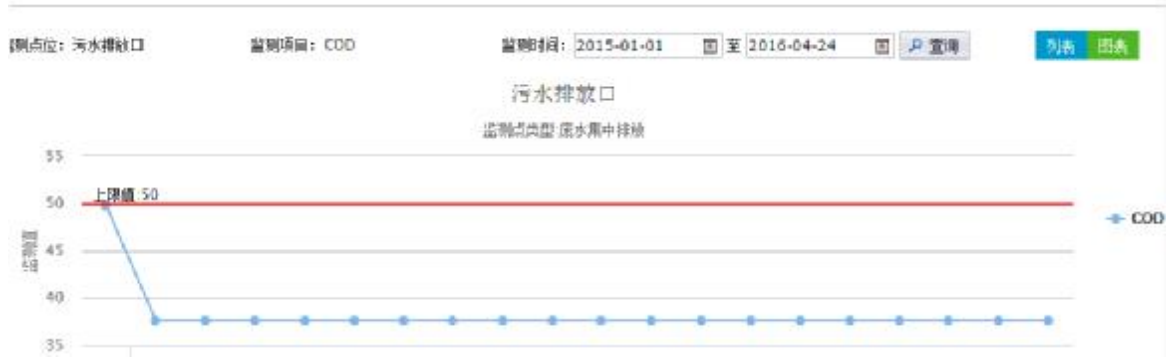 监测点位：污水排放口 监测项目：COD 监测时间：2015-01-01 至 2016-04-24 查询 列表 图表
污水排放口
监测点类型:废水集中排放
55
上限值:50
50
COD
监测值
45
40
35